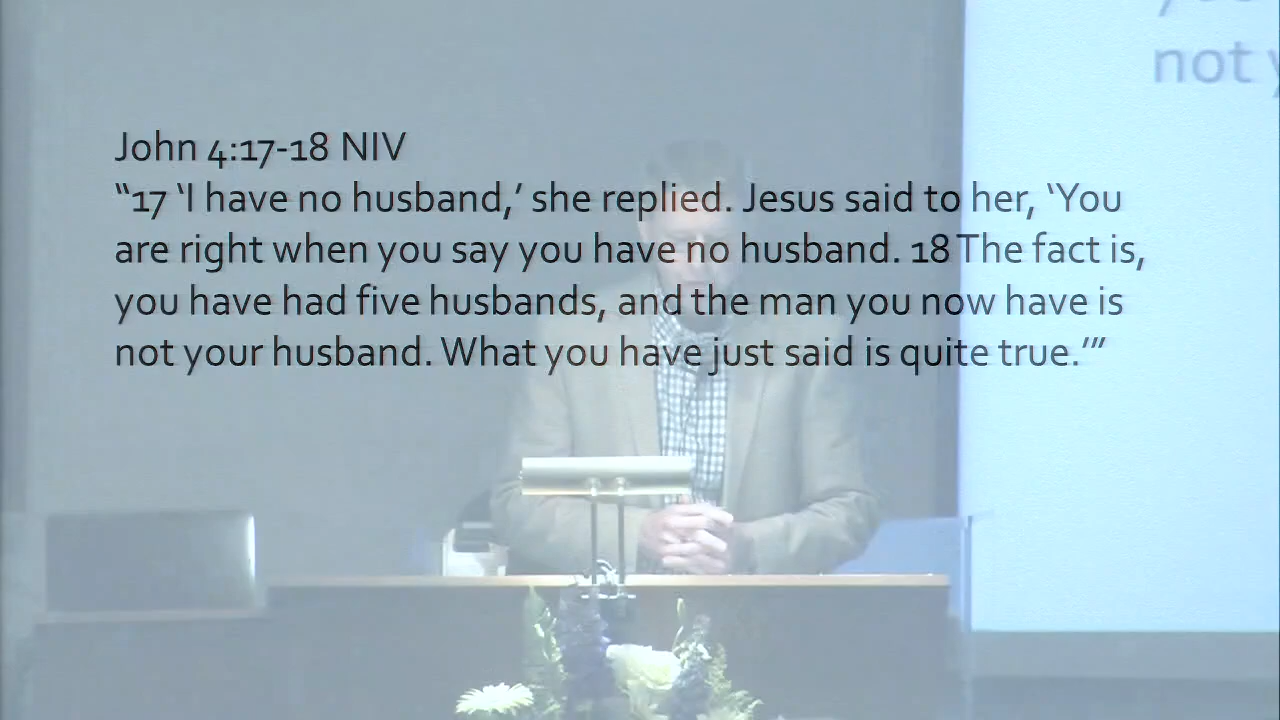 not
John 4:17-18 NIV
“17 ‘I have no husband,’ she replied. Jesus said to her, ‘You
are right when you say you have no husband. 18 The fact is,
you have had five husbands, and the man you now have is
not your husband. What you have just said is quite true.’”